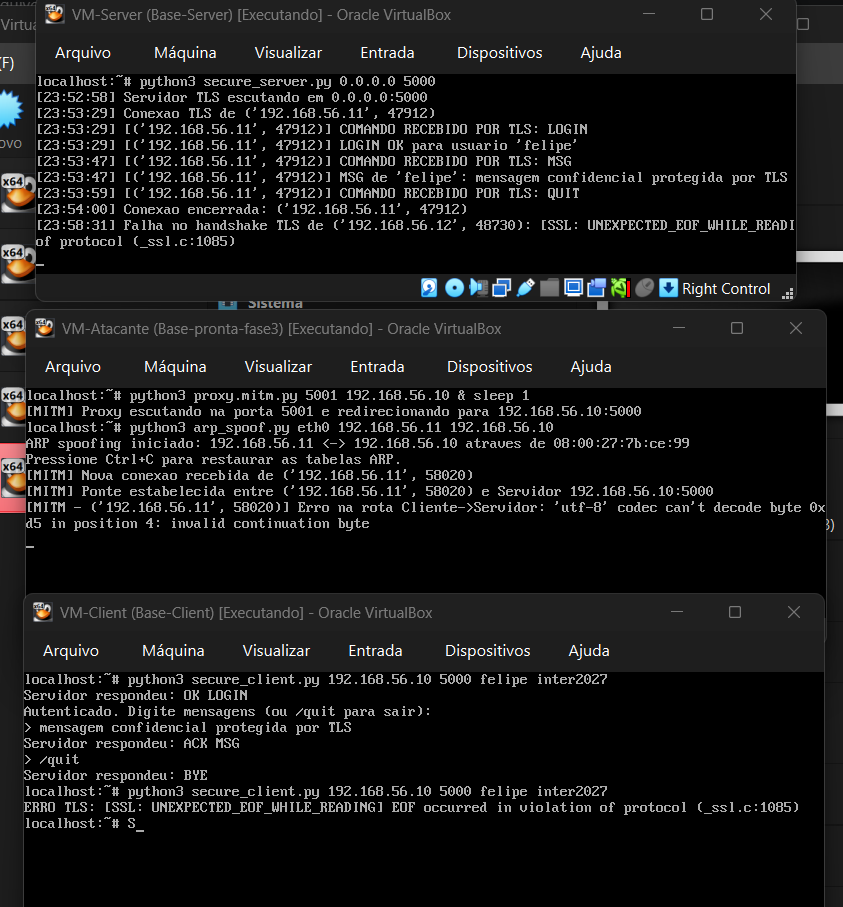 VM-Server (Base-Server) [Executando] - Oracle VirtualBox
Virtua
Arquivo Máquina Visualizar Entrada Dispositivos Ajuda
(F)
localhost:~# python3 secure_server.py 0.0.0.0 5000
[23:52:58] Servidor TLS escutando em 0.0.0.0:5000
[23:53:29] Conexao TLS de ('192.168.56.11', 47912)
[23:53:29] [('192.168.56.11', 47912)] COMANDO RECEBIDO POR TLS: LOGIN
[23:53:29] [('192.168.56.11', 47912)] LOGIN OK para usuario 'felipe'
ovo
[23:53:47] [('192.168.56.11', 47912)] COMANDO RECEBIDO POR TLS: MSG
[23:53:47] [('192.168.56.11', 47912)] MSG de 'felipe': mensagem confidencial protegida por TLS
x64
[23:53:59] [('192.168.56.11', 47912)] COMANDO RECEBIDO POR TLS: QUIT
[23:54:00] Conexao encerrada: ('192.168.56.11', 47912)
[23:58:31] Falha no handshake TLS de ('192.168.56.12', 48730): [SSL: UNEXPECTED_EOF_WHILE_READI
of protocol (_ssl.c:1085)
x64
Right Control
Sistema
x64
VM-Atacante (Base-pronta-fase3) [Executando] - Oracle VirtualBox
Arquivo Máquina Visualizar Entrada Dispositivos Ajuda
x64
localhost:~# python3 proxy.mitm.py 5001 192.168.56.10 & sleep 1
[MITM] Proxy escutando na porta 5001 e redirecionando para 192.168.56.10:5000
localhost:~# python3 arp_spoof.py eth0 192.168.56.11 192.168.56.10
ARP spoofing iniciado: 192.168.56.11 <-> 192.168.56.10 atraves de 08:00:27:7b:ce:99
Pressione Ctrl+C para restaurar as tabelas ARP.
x64
[MITM] Nova conexao recebida de ('192.168.56.11', 58020)
[MITM] Ponte estabelecida entre ('192.168.56.11', 58020) e Servidor 192.168.56.10:5000
[MITM - ('192.168.56.11', 58020)] Erro na rota Cliente->Servidor: 'utf-8' codec can't decode byte 0x
d5 in position 4: invalid continuation byte
3)
VM-Client (Base-Client) [Executando] - Oracle VirtualBox
Arquivo Máquina Visualizar Entrada Dispositivos Ajuda
localhost:~# python3 secure_client.py 192.168.56.10 5000 felipe inter2027
Servidor respondeu: OK LOGIN
Autenticado. Digite mensagens (ou /quit para sair):
> mensagem confidencial protegida por TLS
Servidor respondeu: ACK MSG
> /quit
Servidor respondeu: BYE
localhost:~# python3 secure_client.py 192.168.56.10 5000 felipe inter2027
ERRO TLS: [SSL: UNEXPECTED_EOF_WHILE_READING] EOF occurred in violation of protocol (_ssl.c:1085)
localhost:~# S_